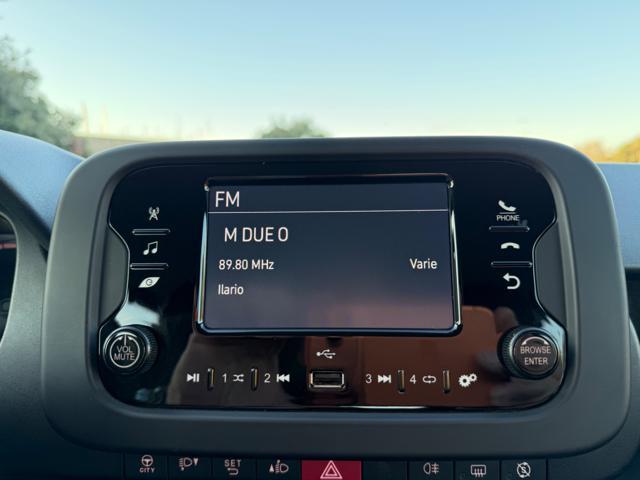 FM
M DUE O
89.80 MHz Varie
Ilario
PHONE
VOL
MUTE
BROWSE
ENTER
1 2 3 4
CITY SET